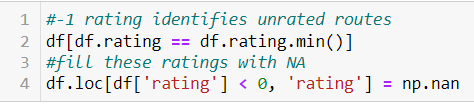 1 #-1 rating identifies unrated routes
2 df[df.rating == df.rating.min()]
3 #fill these ratings with NA
4 df.loc[df['rating'] < 0, 'rating'] = np.nan